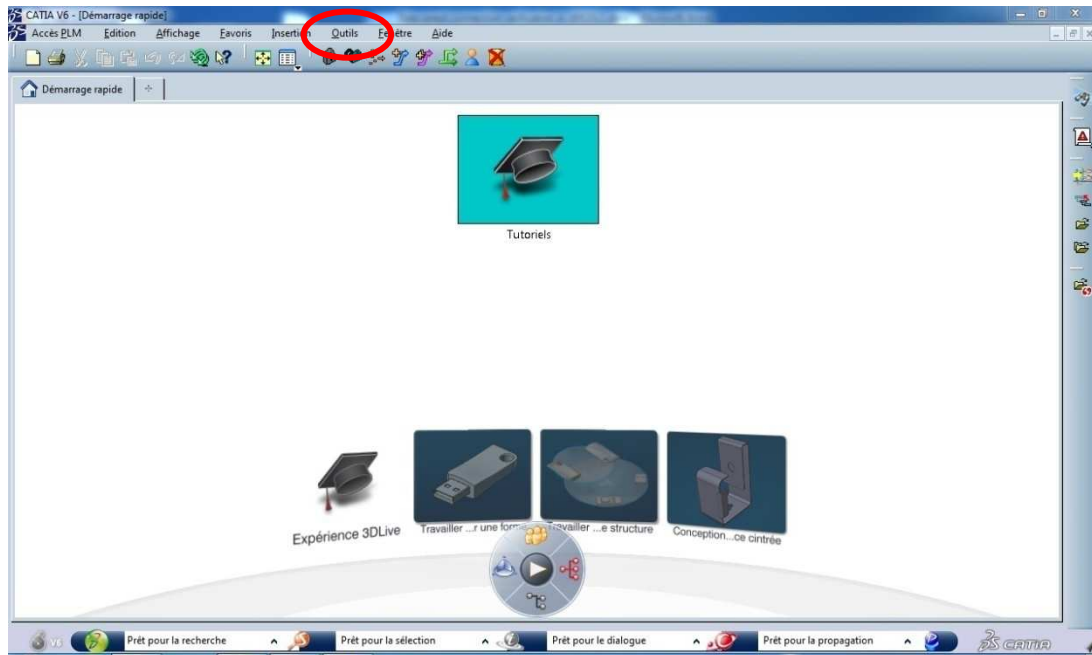 CATIA V6 - [Démarrage rapide]
Accès PLM Edition Affichage Favoris Insertion Outils Fenêtre Aide
Démarrage rapide
Tutoriels
Expérience 3DLive
Travailler ...r une forme
Travailler ...e structure
Conception...ce cintrée
V6
Prêt pour la recherche
Prêt pour la sélection
Prêt pour le dialogue
Prêt pour la propagation
CATIA